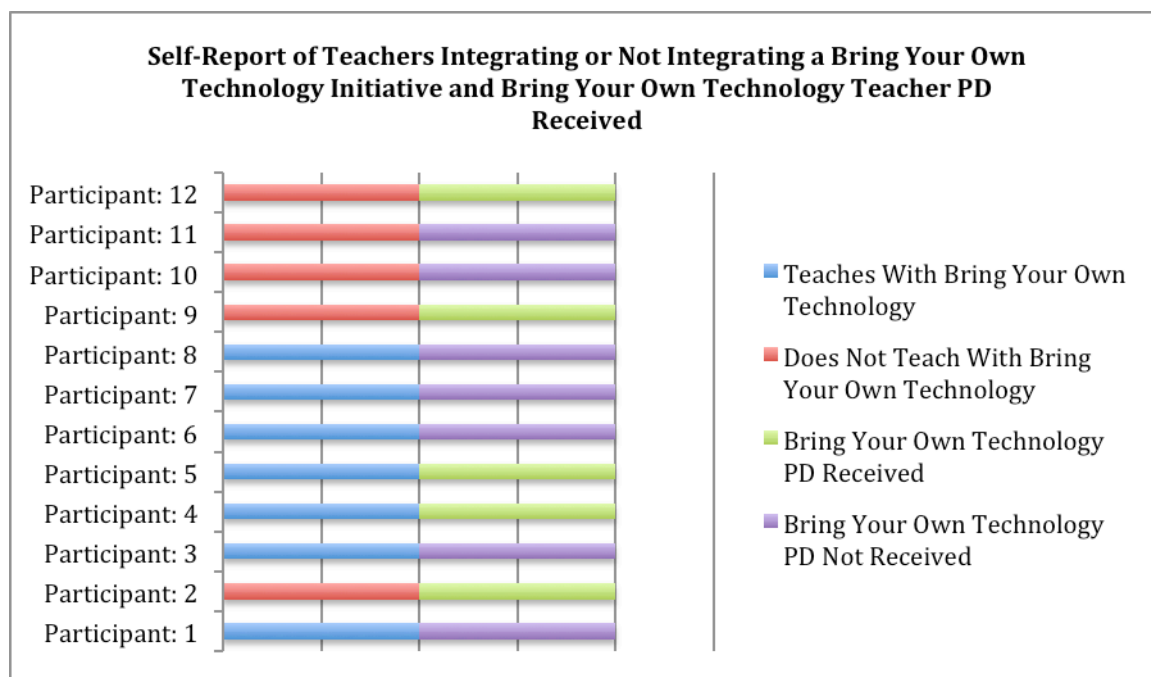 Self-Report of Teachers Integrating or Not Integrating a Bring Your Own
Technology Initiative and Bring Your Own Technology Teacher PD
Received
Participant: 12
Participant: 11
Participant: 10
Participant: 9
Participant: 8
Participant: 7
Participant: 6
Participant: 5
Participant: 4
Participant: 3
Participant: 2
Participant: 1
Teaches With Bring Your Own
Technology
Does Not Teach With Bring
Your Own Technology
Bring Your Own Technology
PD Received
Bring Your Own Technology
PD Not Received